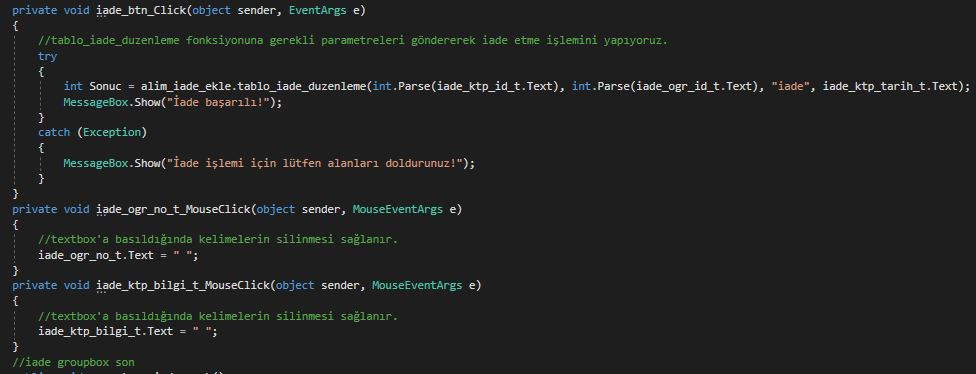 private void iade_btn_Click(object sender, EventArgs e)
{
//tablo_iade_duzenleme fonksiyonuna gerekli parametreleri göndererek iade etme işlemini yapıyoruz.
try
{
int Sonuc = alim_iade_ekle.tablo_iade_duzenleme(int.Parse(iade_ktp_id_t.Text), int.Parse(iade_ogr_id_t.Text), "iade", iade_ktp_tarih_t.Text);
MessageBox.Show("İade başarılı!");
}
catch (Exception)
{
MessageBox.Show("İade işlemi için lütfen alanları doldurunuz!");
}
}
private void iade_ogr_no_t_MouseClick(object sender, MouseEventArgs e)
{
//textbox'a basıldığında kelimelerin silinmesi sağlanır.
iade_ogr_no_t.Text = " ";
}
private void iade_ktp_bilgi_t_MouseClick(object sender, MouseEventArgs e)
{
//textbox'a basıldığında kelimelerin silinmesi sağlanır.
iade_ktp_bilgi_t.Text = " ";
}
//iade groupbox son